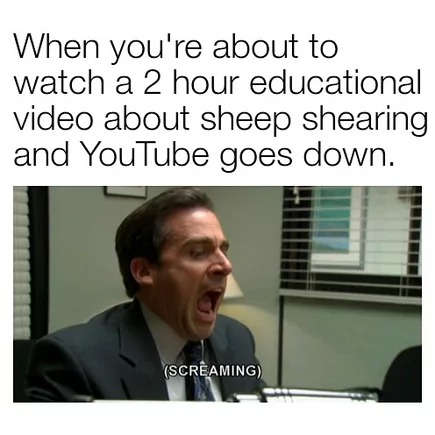 When you're about to
watch a 2 hour educational
video about sheep shearing
and YouTube goes down.
(SCREAMING)